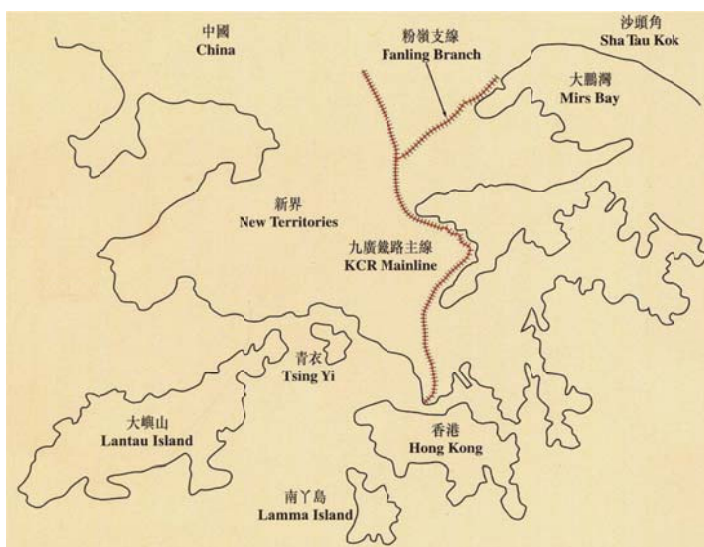 中國
China
粉嶺支線
Fanling Branch
沙頭角
Sha Tau Kok
大鵬灣
Mirs Bay
新界
New Territories
九廣鐵路主線
KCR Mainline
青衣
Tsing Yi
大嶼山
Lantau Island
香港
Hong Kong
南丫島
Lamma Island